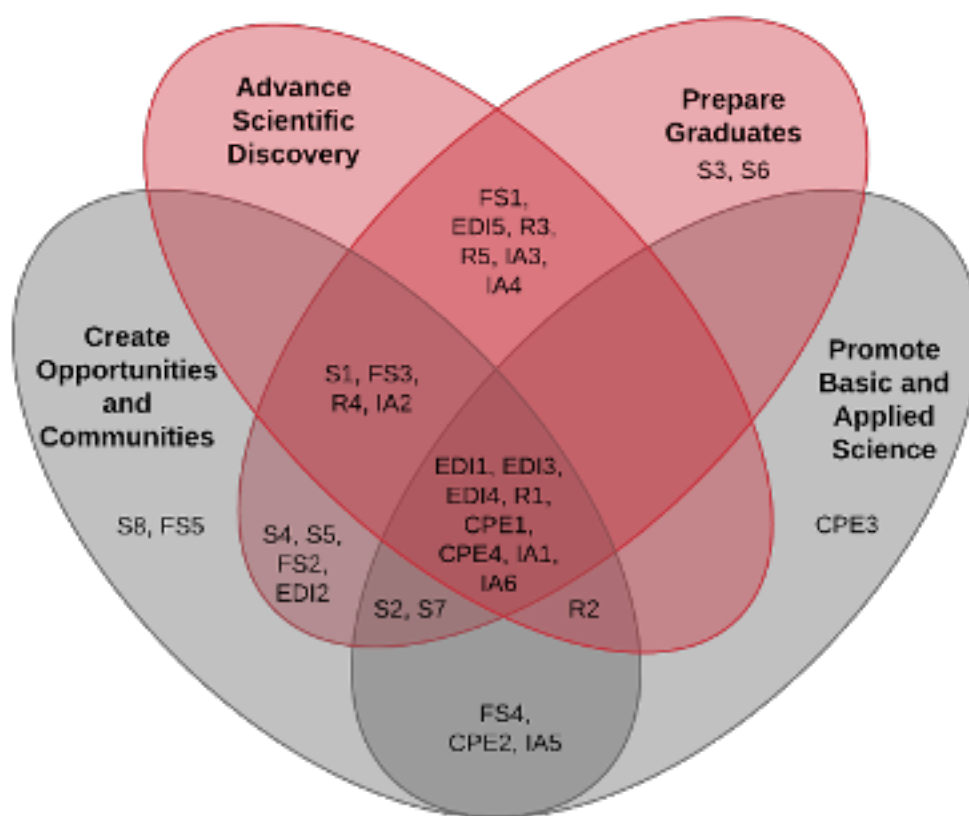 Advance
Scientific
Discovery
Prepare
Graduates
S3, S6
FS1,
EDI5, R3,
R5, IA3,
IA4
Create
Opportunities
and
Communities
S8, FS5
S1, FS3,
R4, IA2
Promote
Basic and
Applied
Science
CPE3
EDI1, EDI3,
EDI4, R1,
CPE1,
CPE4, IA1,
IA6
S4, S5,
FS2,
EDI2
S2, S7
R2
FS4,
CPE2, IA5